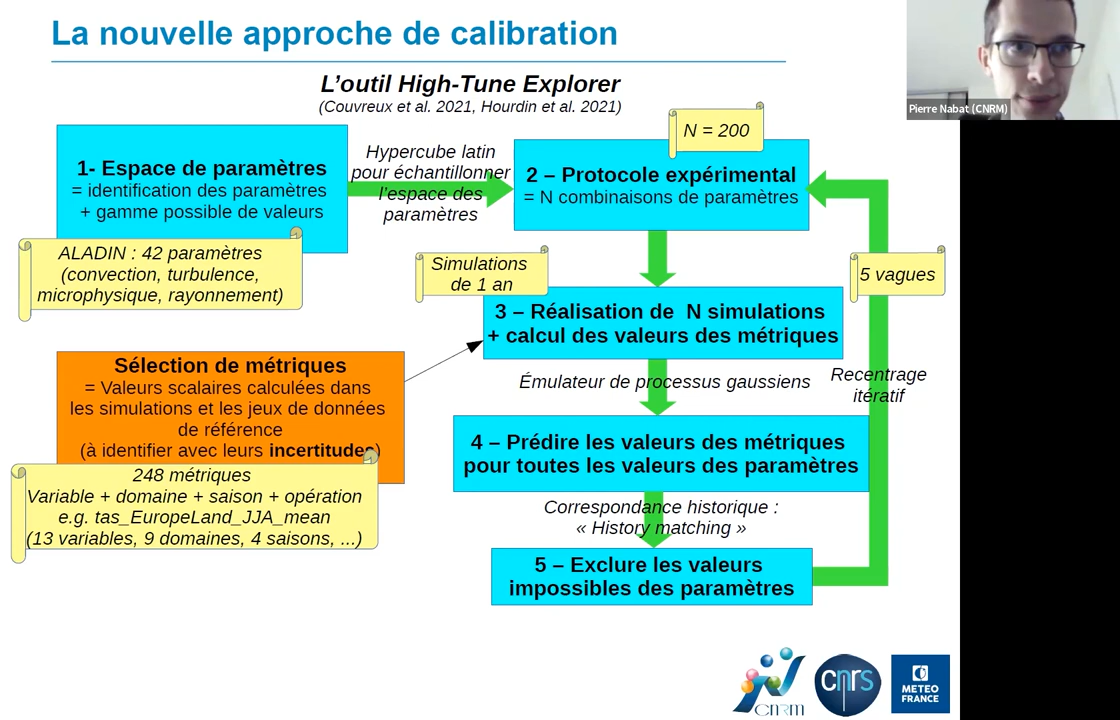 La nouvelle approche de calibration
L'outil High-Tune Explorer
(Couvreux et al. 2021, Hourdin et al. 2021)
Pierre Nabat (CNRM)
1- Espace de paramètres
= identification des paramètres
+ gamme possible de valeurs
ALADIN : 42 paramètres
(convection, turbulence,
microphysique, rayonnement)
Hypercube latin
pour échantillonner
l'espace des
paramètres
N = 200
2 – Protocole expérimental
= N combinaisons de paramètres
Simulations
de 1 an
5 vagues
3 – Réalisation de N simulations
+ calcul des valeurs des métriques
Sélection de métriques
= Valeurs scalaires calculées dans
les simulations et les jeux de données
de référence
(à identifier avec leurs incertitudes)
248 métriques
Variable + domaine + saison + opération
e.g. tas_EuropeLand_JJA_mean
(13 variables, 9 domaines, 4 saisons, ...)
Émulateur de processus gaussiens
Recentrage
itératif
4 – Prédire les valeurs des métriques
pour toutes les valeurs des paramètres
Correspondance historique :
« History matching »
5 – Exclure les valeurs
impossibles des paramètres
CNRM
cnrs
METEO
FRANCE